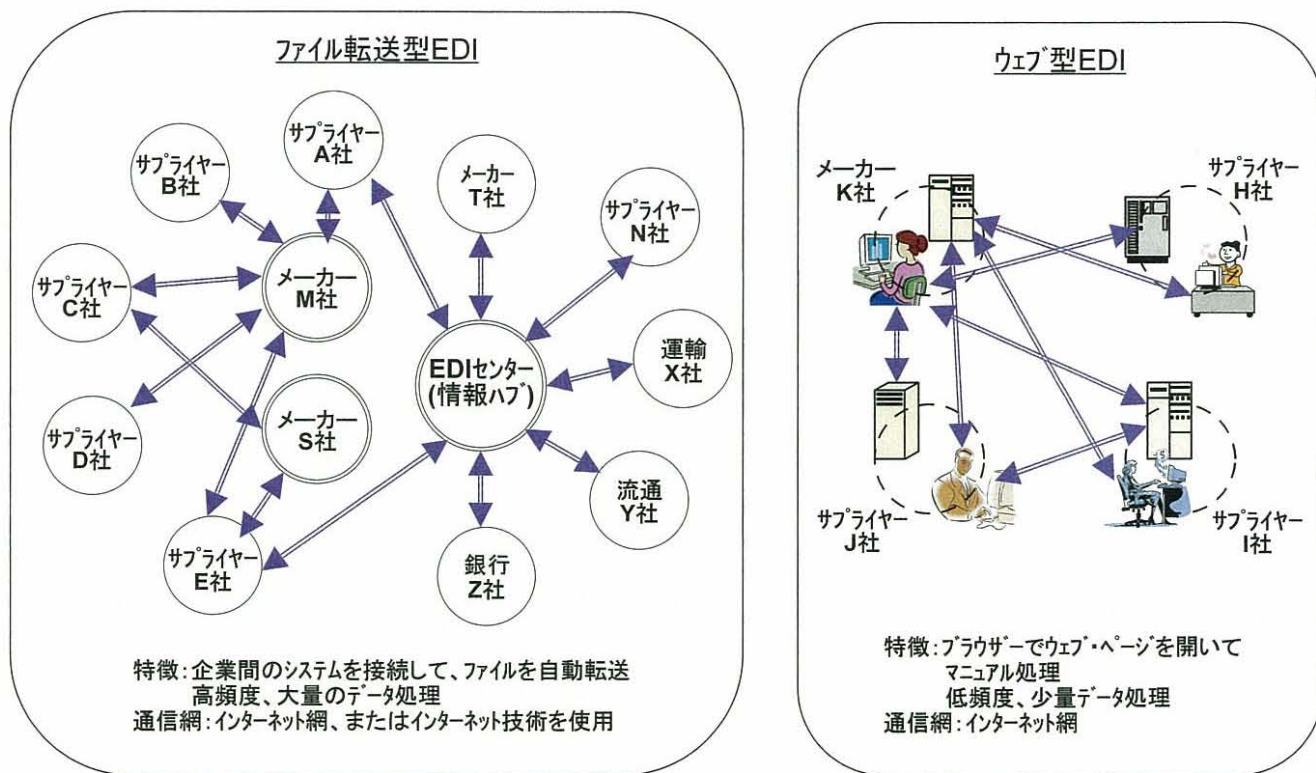 ファイル転送型EDI
サプライヤー
A社
サプライヤー
B社
メーカー
T社
サプライヤー
N社
サプライヤー
C社
メーカー
M社
運輸
X社
EDIセンター
(情報ハブ)
サプライヤー
D社
メーカー
S社
流通
Y社
サプライヤー
E社
銀行
Z社
特徴:企業間のシステムを接続して、ファイルを自動転送
高頻度、大量のデータ処理
通信網:インターネット網、またはインターネット技術を使用
ウェブ型EDI
メーカー
K社
サプライヤー
H社
サプライヤー
J社
サプライヤー
I社
特徴:ブラウザーでウェブ・ページを開いて
マニュアル処理
低頻度、少量データ処理
通信網:インターネット網